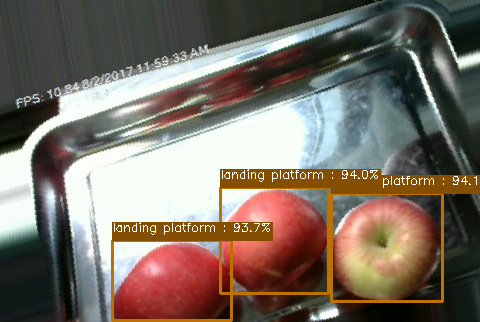 FPS: 10.84 8/2/2017 11:59:33 AM
landing platform : 94.0%
platform : 94.1
landing platform : 93.7%